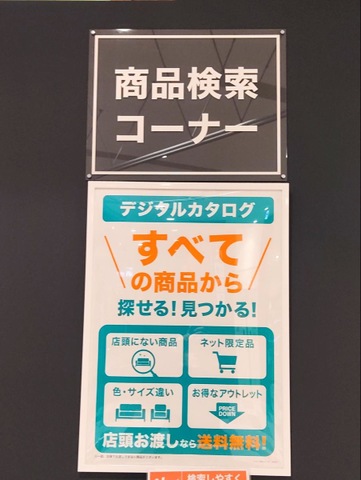 商品検索
コーナー
デジタルカタログ
すべて
の商品から
探せる!見つかる!
店頭にない商品
ネット限定品
色・サイズ違い
お得なアウトレット
PRICE
DOWN
店頭お渡しなら送料無料!
検索しやすく